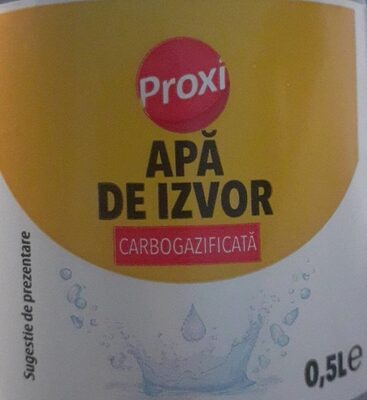 Proxi
APĂ
DE IZVOR
CARBOGAZIFICATĂ
Sugestie de prezentare
0,5L℮